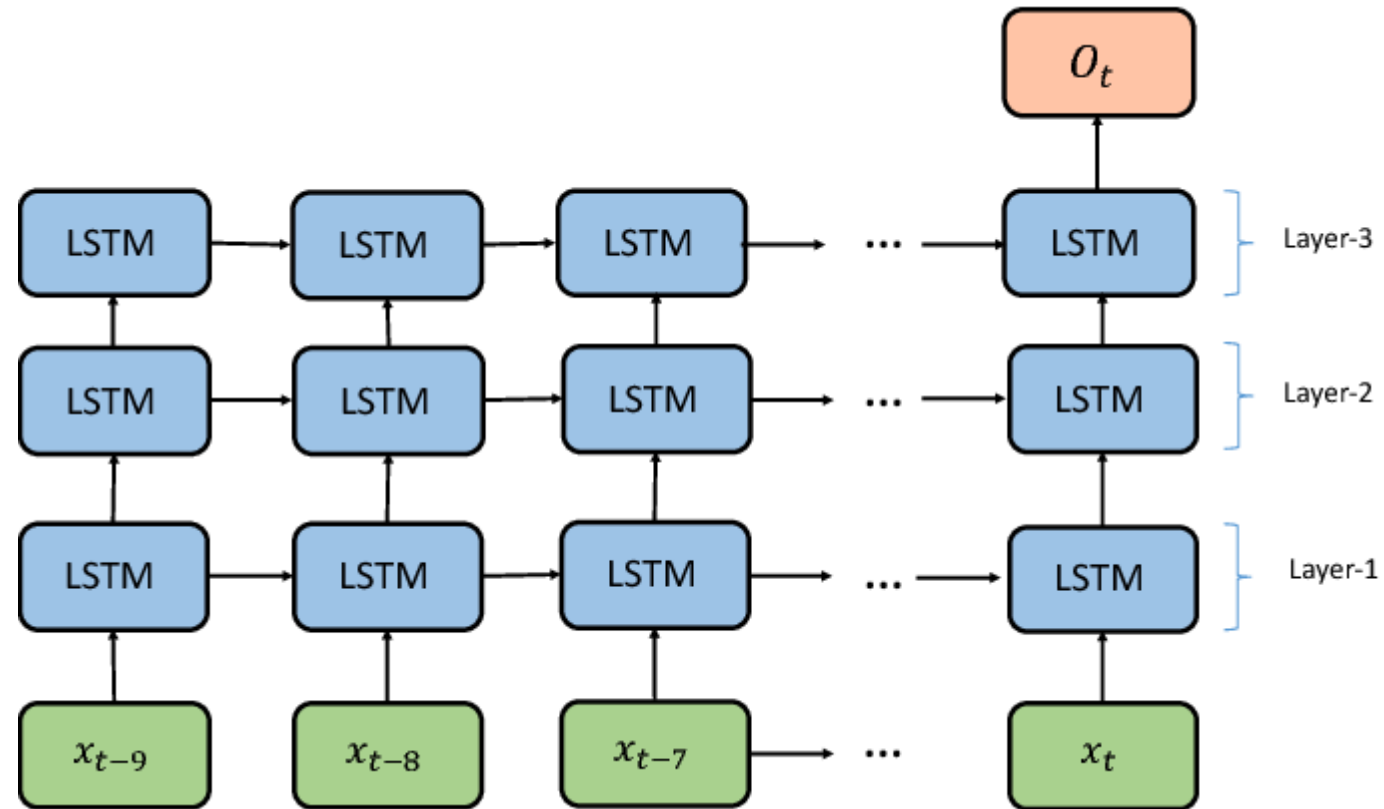 O_t
LSTM LSTM LSTM ... LSTM Layer-3
LSTM LSTM LSTM ... LSTM Layer-2
LSTM LSTM LSTM ... LSTM Layer-1
x_{t-9} x_{t-8} x_{t-7} ... x_t